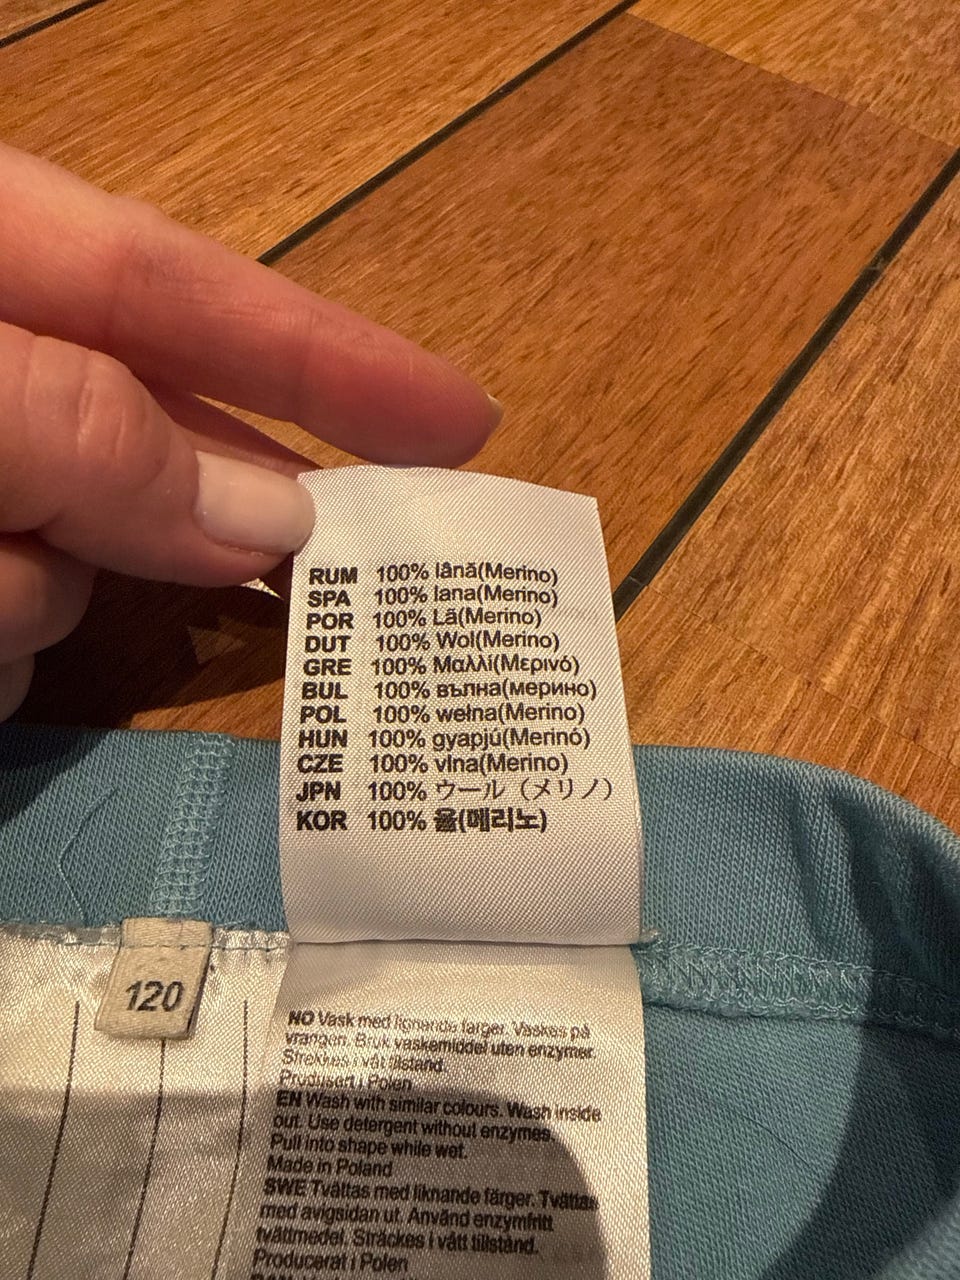 RUM 100% lână(Merino)
SPA 100% lana(Merino)
POR 100% Lã(Merino)
DUT 100% Wol(Merino)
GRE 100% Μαλλί(Μερινό)
BUL 100% вълна(мерино)
POL 100% wełna(Merino)
HUN 100% gyapjú(Merinó)
CZE 100% vlna(Merino)
JPN 100% ウール（メリノ）
KOR 100% 울(메리노)
120
NO Vask med lignende farger. Vaskes på
vrangen. Bruk vaskemiddel uten enzymer.
Strekkes i våt tilstand.
Produsert i Polen
EN Wash with similar colours. Wash inside
out. Use detergent without enzymes.
Pull into shape while wet.
Made in Poland
SWE Tvättas med liknande färger. Tvättas
med avigsidan ut. Använd enzymfritt
tvättmedel. Sträckes i vått tillstånd.
Producerat i Polen